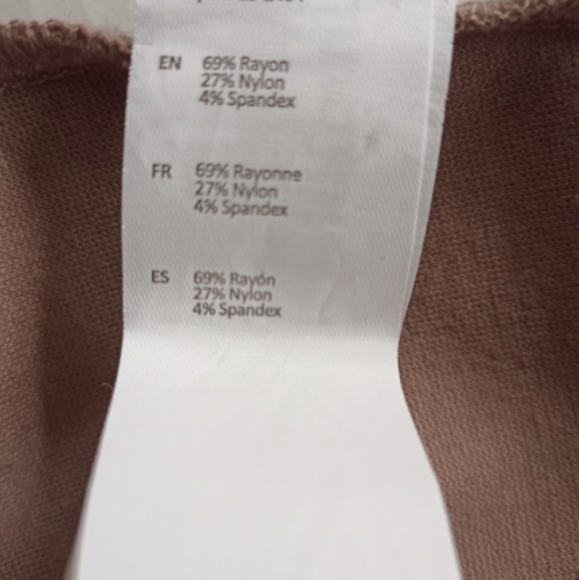 EN 69% Rayon
27% Nylon
4% Spandex
FR 69% Rayonne
27% Nylon
4% Spandex
ES 69% Rayón
27% Nylon
4% Spandex